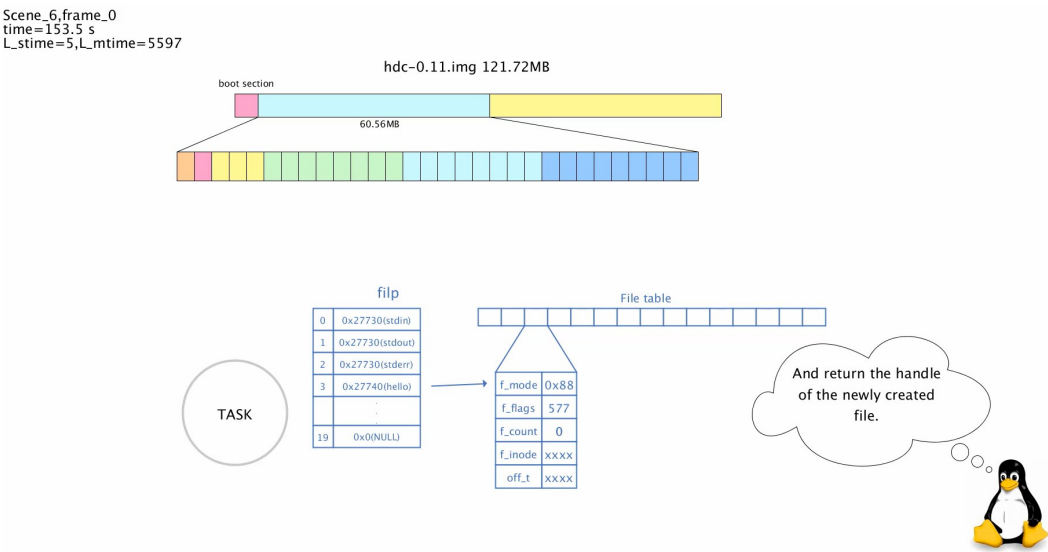 Scene_6,frame_0
time=153.5 s
L_stime=5,L_mtime=5597
hdc-0.11.img 121.72MB
boot section
60.56MB
filp
0 0x27730(stdin)
1 0x27730(stdout)
2 0x27730(stderr)
3 0x27740(hello)
.
.
19 0x0(NULL)
TASK
File table
f_mode 0x88
f_flags 577
f_count 0
f_inode xxxx
off_t xxxx
And return the handle
of the newly created
file.